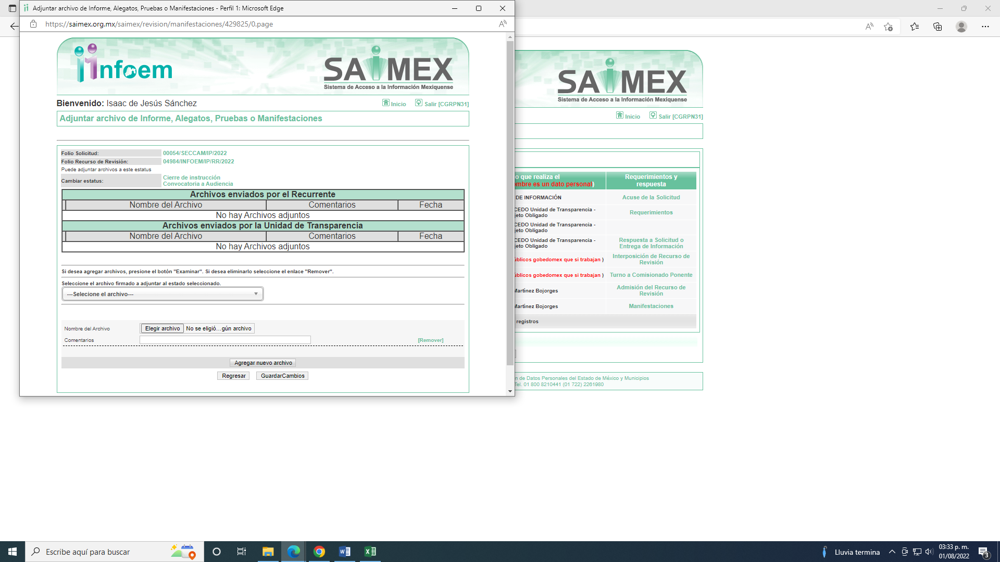 Adjuntar archivo de Informe, Alegatos, Pruebas o Manifestaciones - Perfil 1: Microsoft Edge
https://saimex.org.mx/saimex/revision/manifestaciones/429825/0.page
infoem
SAIMEX
Sistema de Acceso a la Información Mexiquense
Bienvenido: Isaac de Jesús Sánchez
Inicio Salir [CGRPN31]
Adjuntar archivo de Informe, Alegatos, Pruebas o Manifestaciones
Folio Solicitud: 00054/SECCAM/IP/2022
Folio Recurso de Revisión: 04984/INFOEM/IP/RR/2022
Puede adjuntar archivos a este estatus
Cambiar estatus: Cierre de instrucción
Convocatoria a Audiencia
Archivos enviados por el Recurrente
Nombre del Archivo Comentarios Fecha
No hay Archivos adjuntos
Archivos enviados por la Unidad de Transparencia
Nombre del Archivo Comentarios Fecha
No hay Archivos adjuntos
Si desea agregar archivos, presione el botón "Examinar". Si desea eliminarlo seleccione el enlace "Remover".
Seleccione el archivo firmado a adjuntar al estado seleccionado.
---Selecione el archivo---
Nombre del Archivo Elegir archivo No se eligió...gún archivo
Comentarios [Remover]
Agregar nuevo archivo
Regresar GuardarCambios
SAIMEX
Sistema de Acceso a la Información Mexiquense
Inicio Salir [CGRPN31]
o que realiza el
ombre es un dato personal)
Requerimientos y
respuesta
DE INFORMACIÓN
Acuse de la Solicitud
CEDO Unidad de Transparencia -
jeto Obligado
Requerimientos
CEDO Unidad de Transparencia -
jeto Obligado
CEDO Unidad de Transparencia -
jeto Obligado
Respuesta a Solicitud o
Entrega de Información
úblicos gobedomex que si trabajan )
Interposición de Recurso de
Revisión
úblicos gobedomex que si trabajan )
Turno a Comisionado Ponente
Martínez Bojorges
Admisión del Recurso de
Revisión
Martínez Bojorges
Manifestaciones
registros
n de Datos Personales del Estado de México y Municipios
Tel. 01 800 8210441 (01 722) 2261980
Escribe aquí para buscar
Lluvia termina
03:33 p. m.
01/08/2022
3